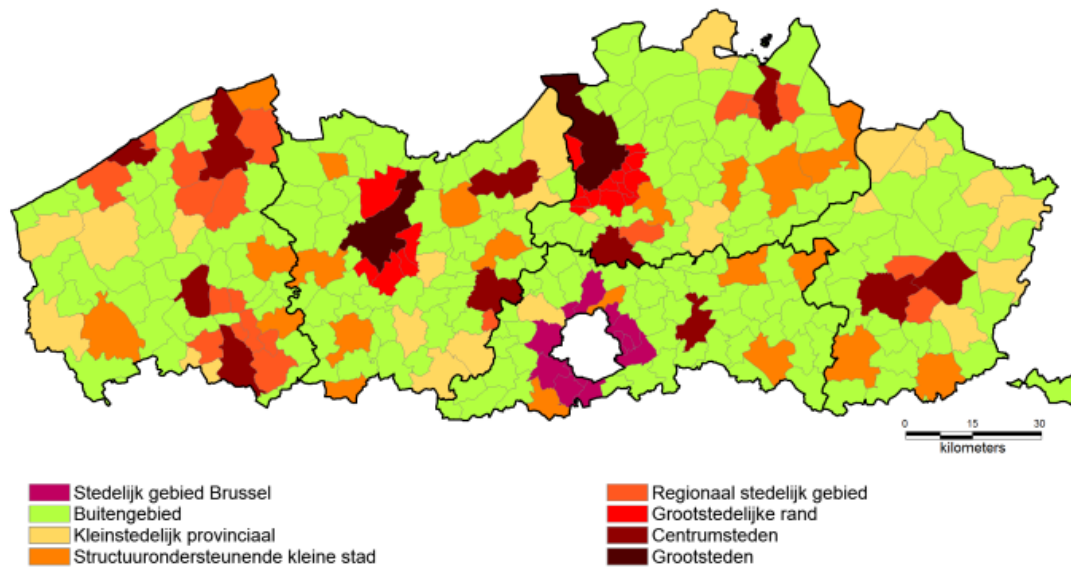 0 15 30
kilometers
Stedelijk gebied Brussel
Buitengebied
Kleinstedelijk provinciaal
Structuurondersteunende kleine stad
Regionaal stedelijk gebied
Grootstedelijke rand
Centrumsteden
Grootsteden